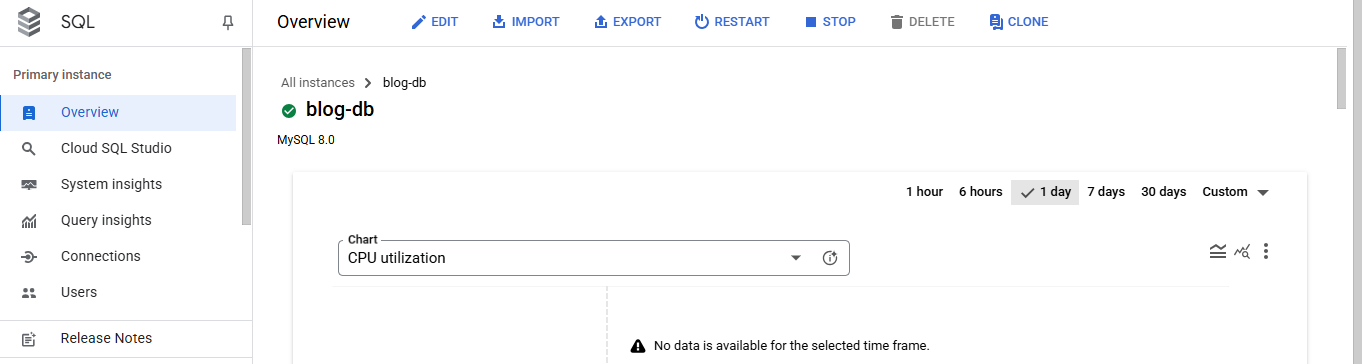 SQL
Overview
EDIT
IMPORT
EXPORT
RESTART
STOP
DELETE
CLONE
Primary instance
Overview
Cloud SQL Studio
System insights
Query insights
Connections
Users
Release Notes
All instances
blog-db
blog-db
MySQL 8.0
1 hour
6 hours
1 day
7 days
30 days
Custom
Chart
CPU utilization
No data is available for the selected time frame.